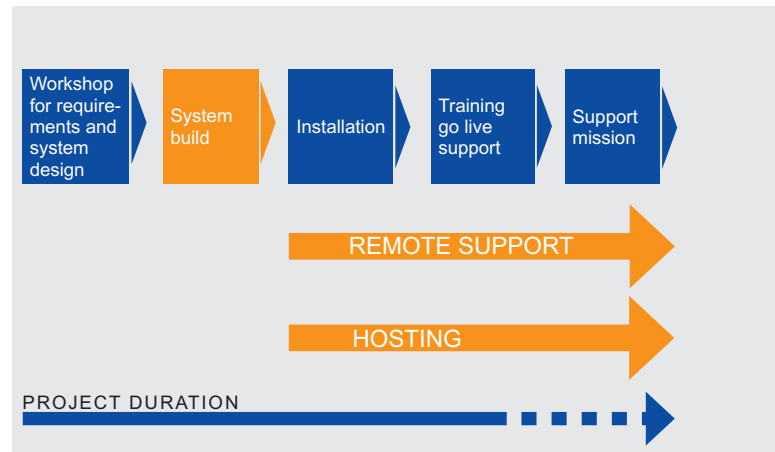 Workshop
for require-
ments and
system
design
System
build
Installation
Training
go live
support
Support
mission
REMOTE SUPPORT
HOSTING
PROJECT DURATION